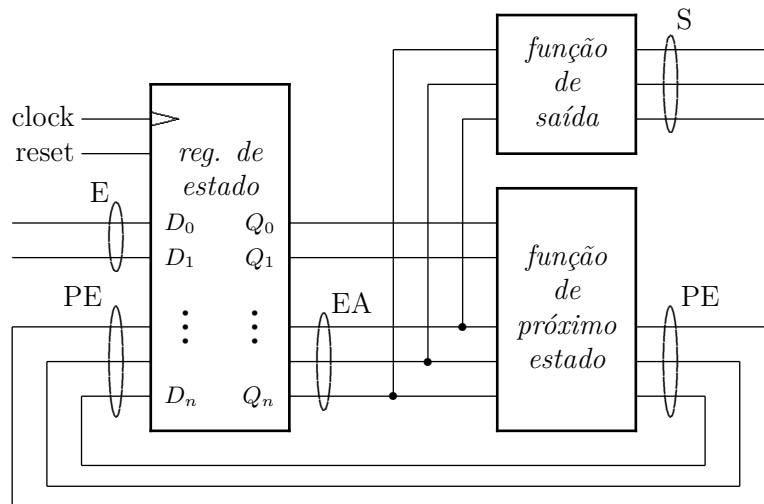 S
função
de
saída
clock
reset
reg. de
estado
E
D₀ Q₀
D₁ Q₁
PE
EA
Dₙ Qₙ
função
de
próximo
estado
PE